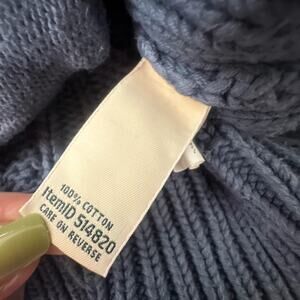 100% COTTON
ItemID 514820
CARE ON REVERSE